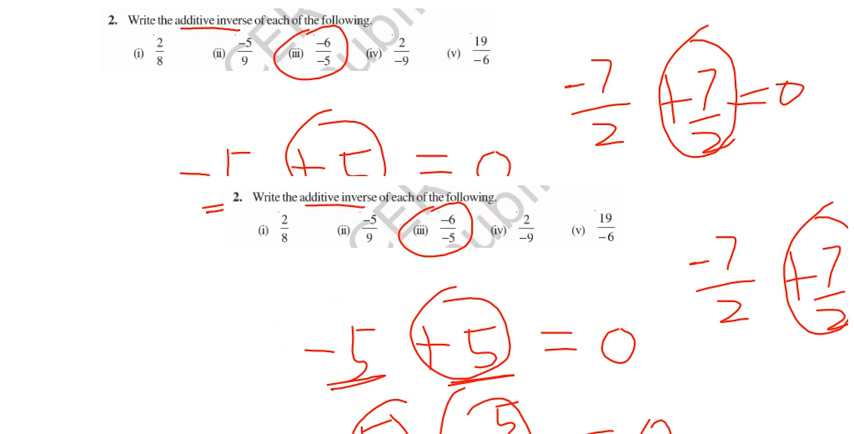 2. Write the additive inverse of each of the following.
(i) 2/8 (ii) -5/9 (iii) -6/-5 (iv) 2/-9 (v) 19/-6
-7/2 +7/2 = 0
-5 +5 = 0
2. Write the additive inverse of each of the following.
(i) 2/8 (ii) -5/9 (iii) -6/-5 (iv) 2/-9 (v) 19/-6
-7/2 +7/2
-5 +5 = 0
5